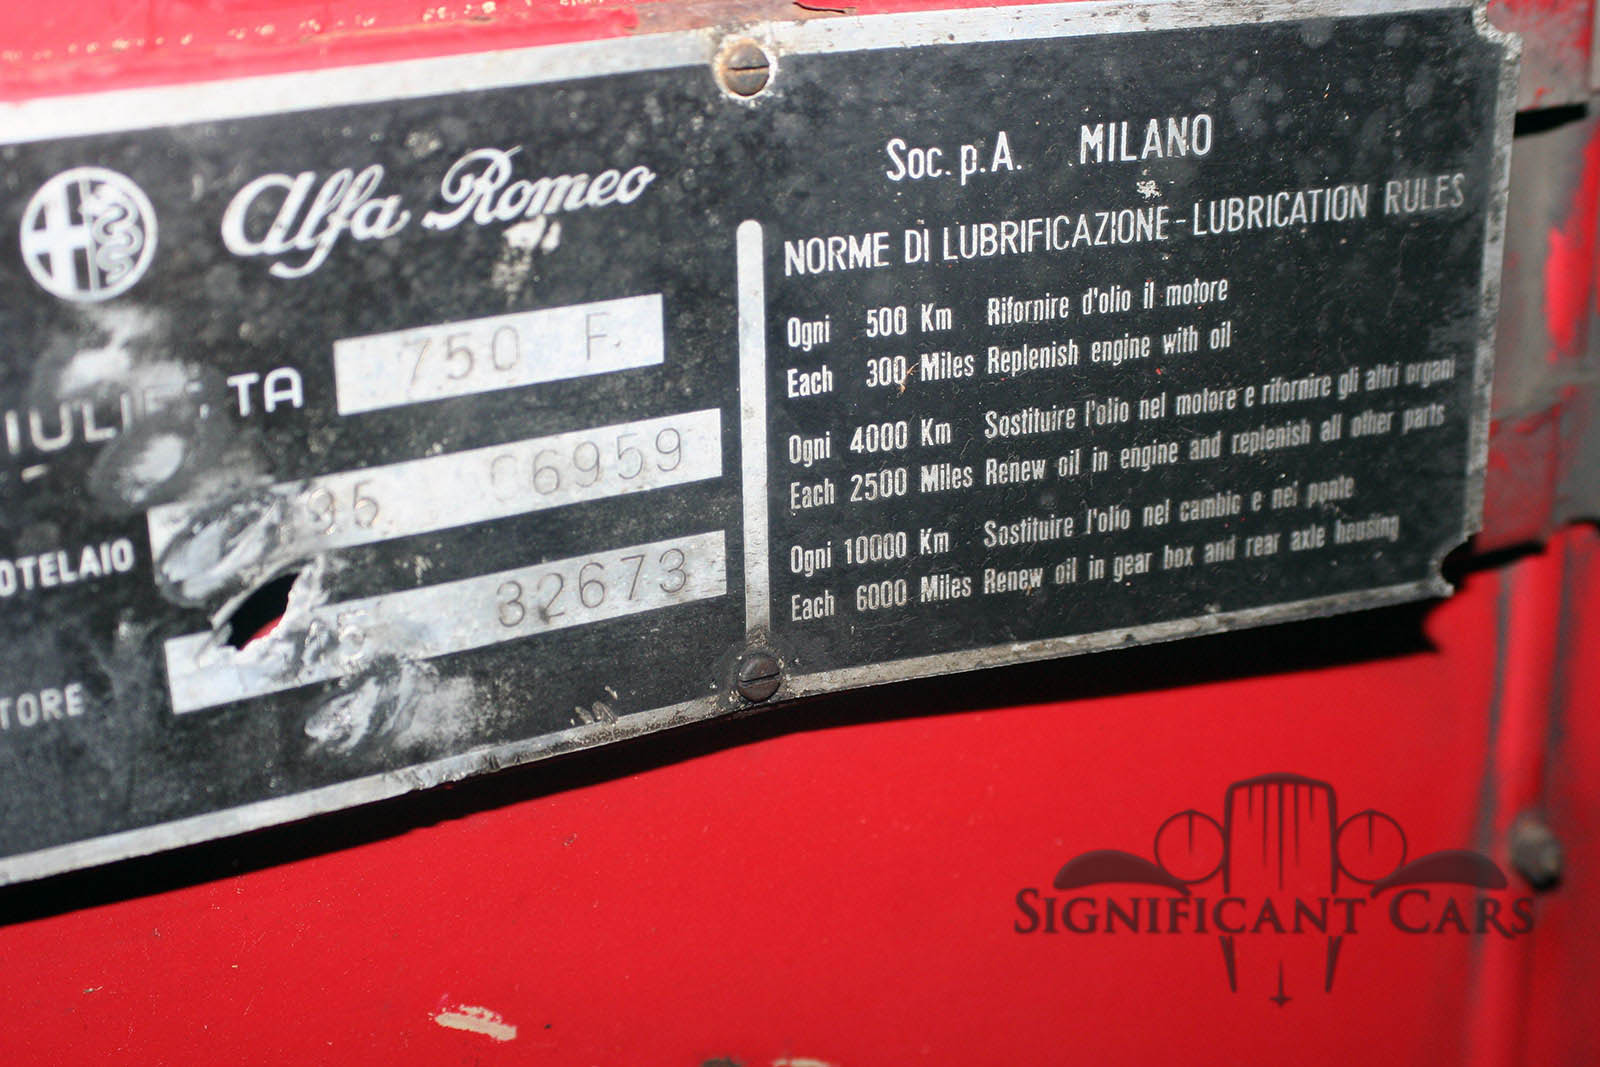 Alfa Romeo
TA 750 F.
OTELAIO 6959
TORE 32673
Soc. p. A. MILANO
NORME DI LUBRIFICAZIONE - LUBRICATION RULES
Ogni 500 Km Rifornire d'olio il motore
Each 300 Miles Replenish engine with oil
Ogni 4000 Km Sostituire l'olio nel motore e rifornire gli altri organi
Each 2500 Miles Renew oil in engine and replenish all other parts
Ogni 10000 Km Sostituire l'olio nel cambio e nel ponte
Each 6000 Miles Renew oil in gear box and rear axle housing
SIGNIFICANT CARS